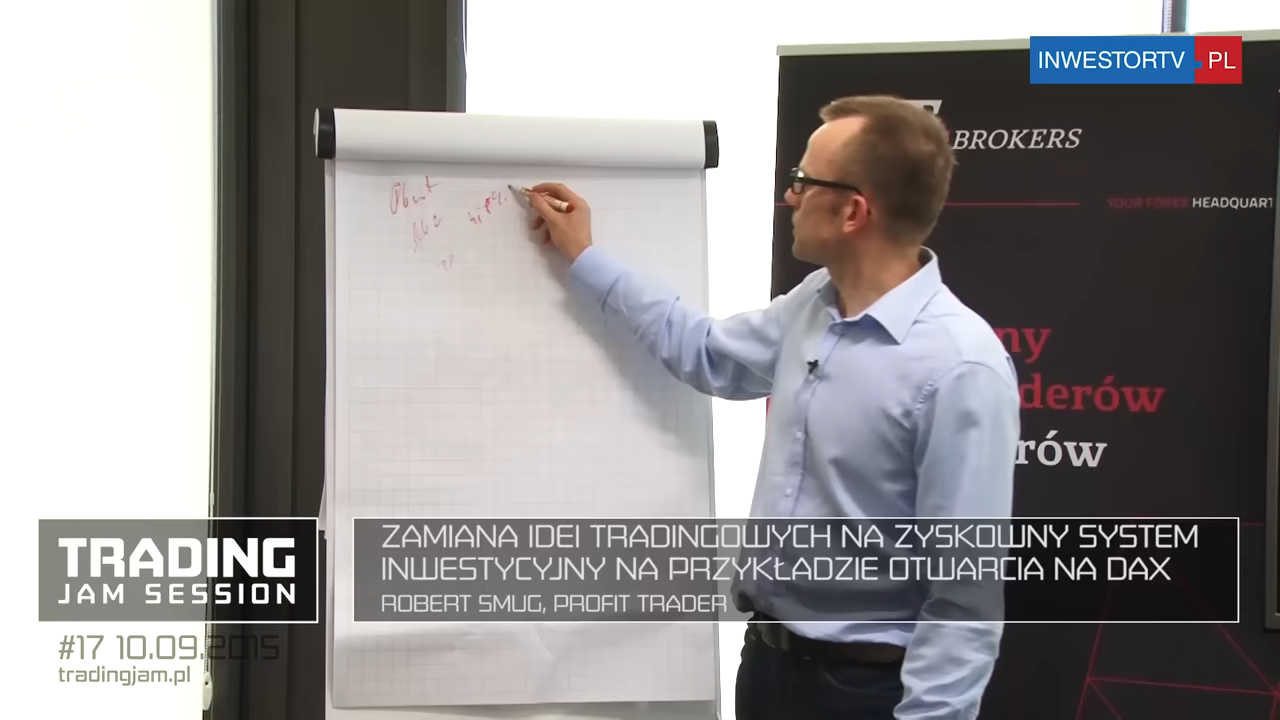 INWESTORTV.PL
BROKERS
YOUR FOREX HEADQUART
ny
derów
rów
TRADING
JAM SESSION
ZAMIANA IDEI TRADINGOWYCH NA ZYSKOWNY SYSTEM
INWESTYCYJNY NA PRZYKŁADZIE OTWARCIA NA DAX
ROBERT SMUG, PROFIT TRADER
#17 10.09.2015
tradingjam.pl